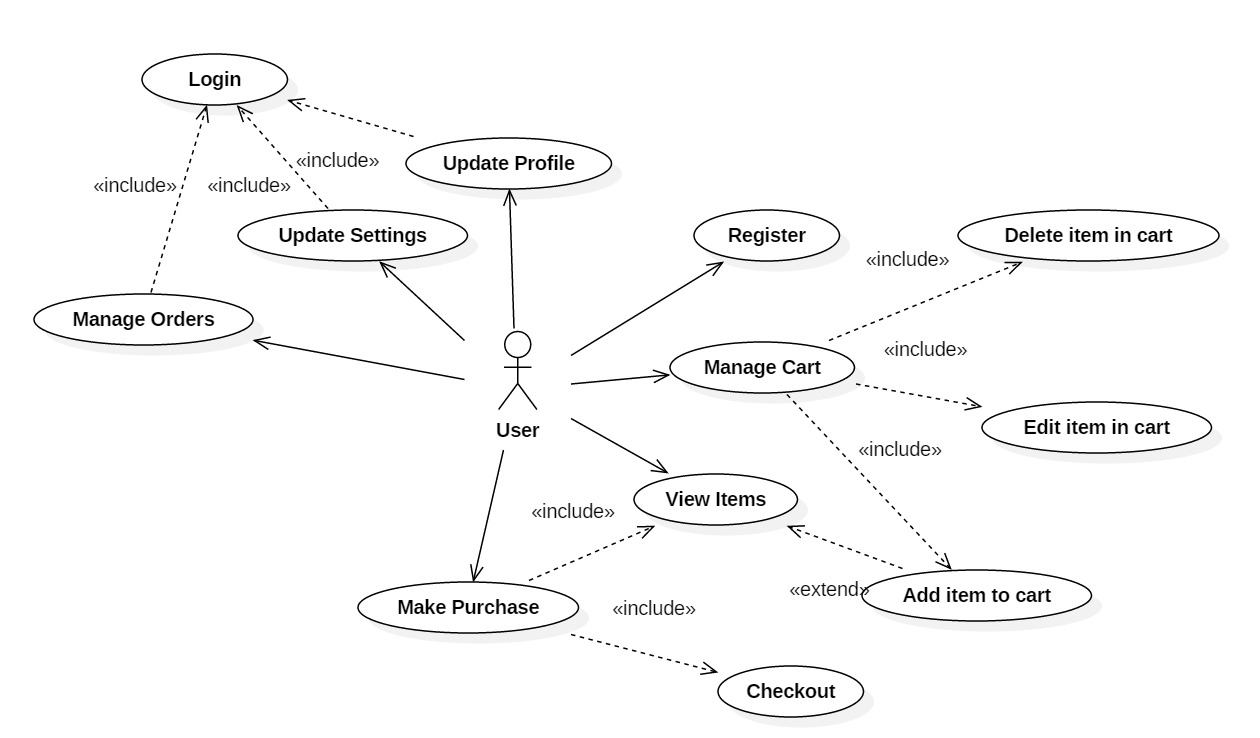 Login
Update Profile
«include»
«include»
«include»
Update Settings
Register
Delete item in cart
«include»
Manage Orders
«include»
Manage Cart
Edit item in cart
User
«include»
View Items
«include»
«extend»
Add item to cart
Make Purchase
«include»
Checkout